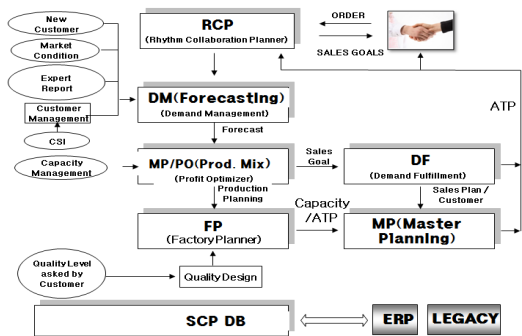 New
Customer
Market
Condition
Expert
Report
Customer
Management
CSI
Capacity
Management
RCP
(Rhythm Collaboration Planner)
ORDER
SALES GOALS
DM(Forecasting)
(Demand Management)
Forecast
ATP
MP/PO(Prod. Mix)
(Profit Optimizer)
Sales
Goal
DF
(Demand Fulfillment)
Production
Planning
Capacity
/ATP
Sales Plan /
Customer
FP
(Factory Planner)
MP(Master
Planning)
Quality Level
asked by
Customer
Quality Design
SCP DB
ERP
LEGACY